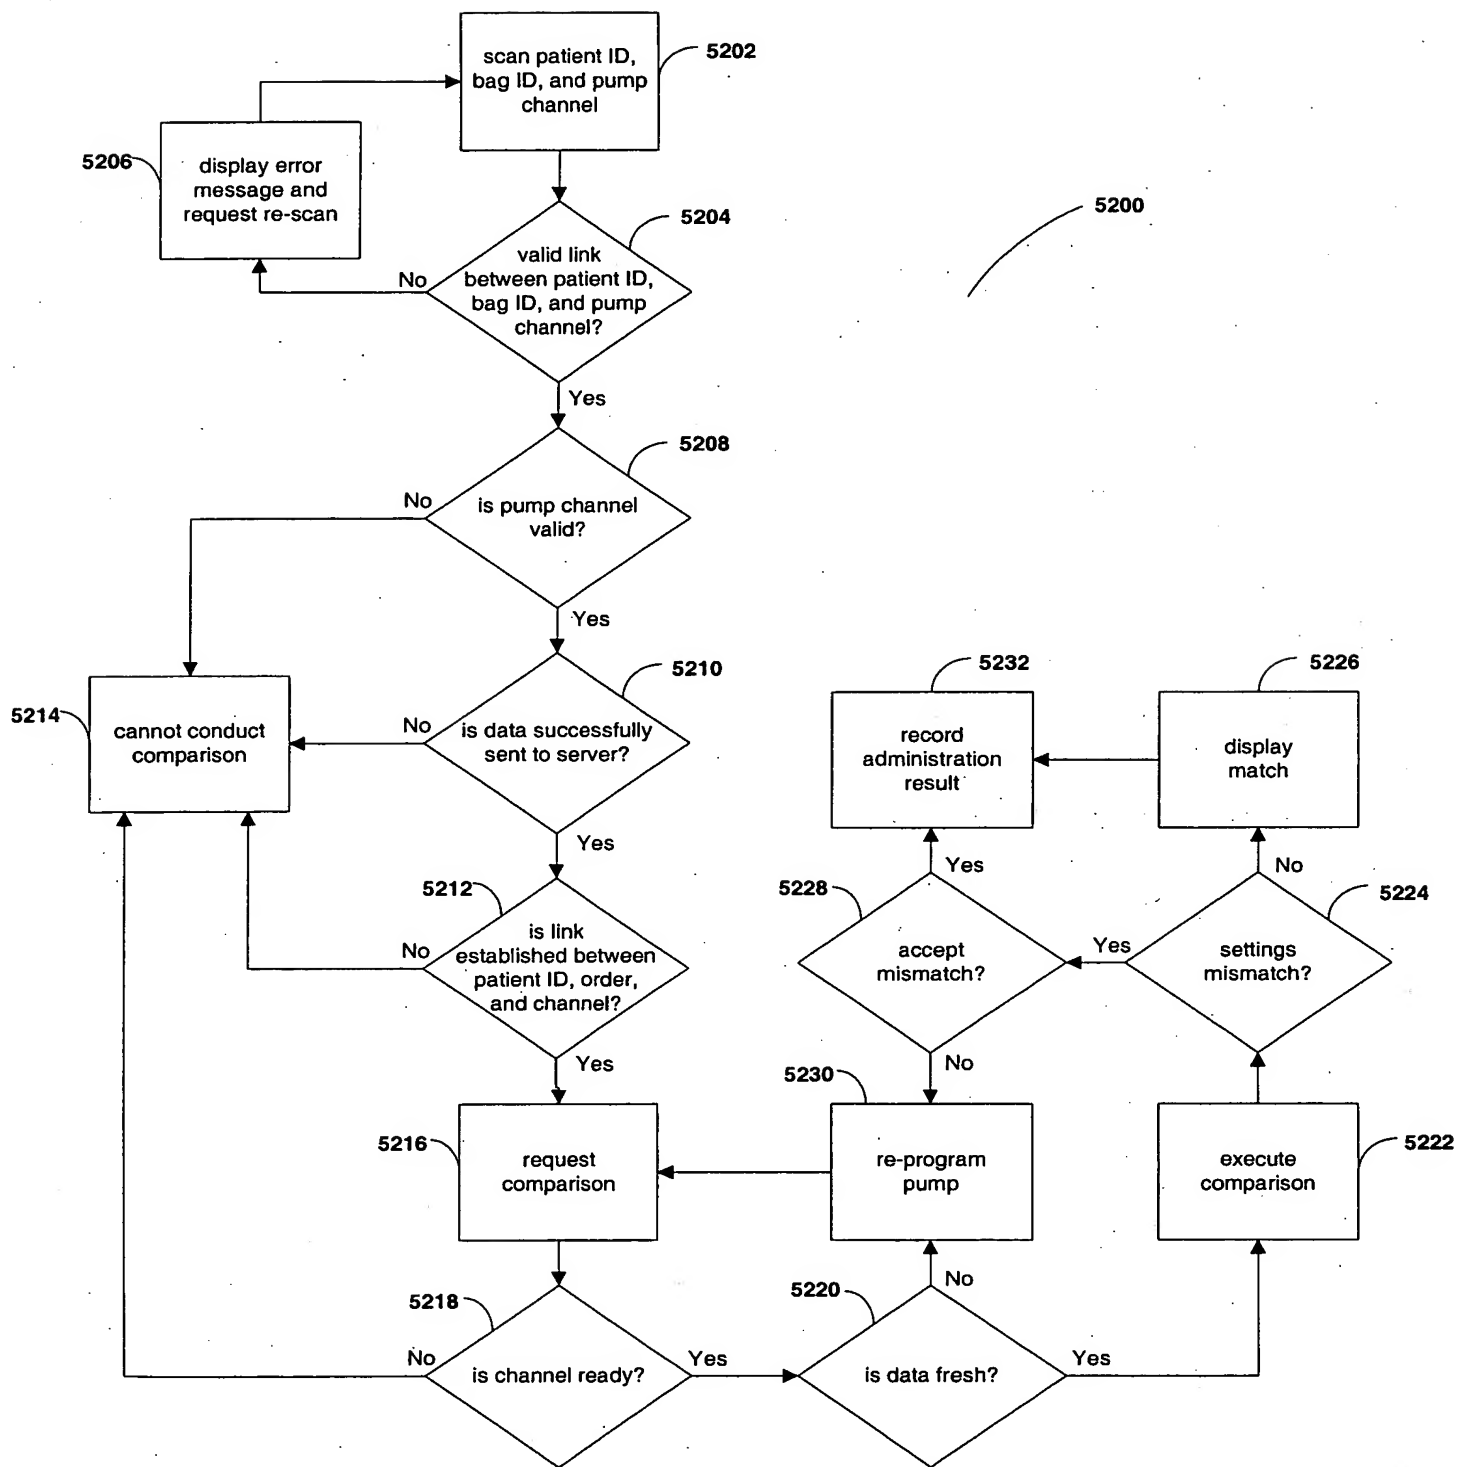 scan patient ID,
bag ID, and pump
channel
5202
display error
message and
request re-scan
5206
valid link
between patient ID,
bag ID, and pump
channel?
5204
No
Yes
5200
is pump channel
valid?
5208
No
Yes
is data successfully
sent to server?
5210
No
Yes
cannot conduct
comparison
5214
is link
established between
patient ID, order,
and channel?
5212
No
Yes
request
comparison
5216
is channel ready?
5218
No
Yes
is data fresh?
5220
No
Yes
re-program
pump
5230
execute
comparison
5222
settings
mismatch?
5224
Yes
No
accept
mismatch?
5228
Yes
No
display
match
5226
record
administration
result
5232